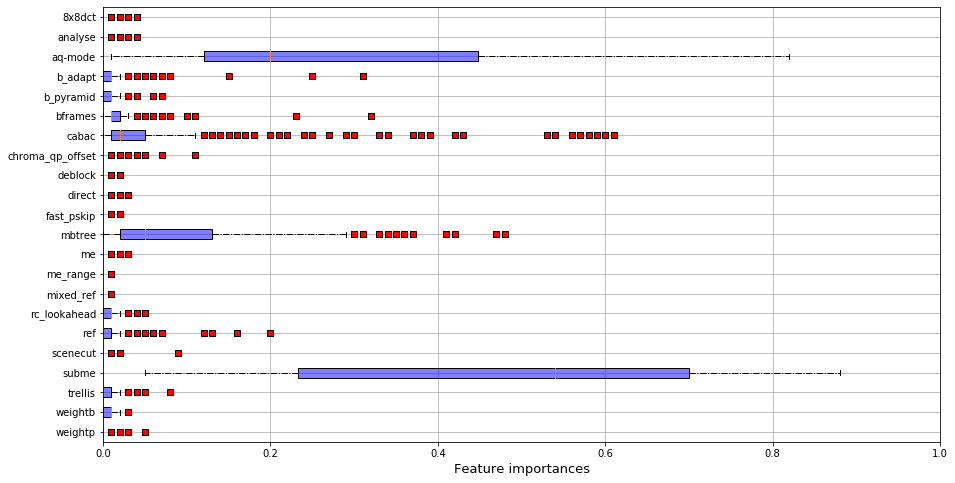 8x8dct
analyse
aq-mode
b_adapt
b_pyramid
bframes
cabac
chroma_qp_offset
deblock
direct
fast_pskip
mbtree
me
me_range
mixed_ref
rc_lookahead
ref
scenecut
subme
trellis
weightb
weightp
0.0 0.2 0.4 0.6 0.8 1.0
Feature importances